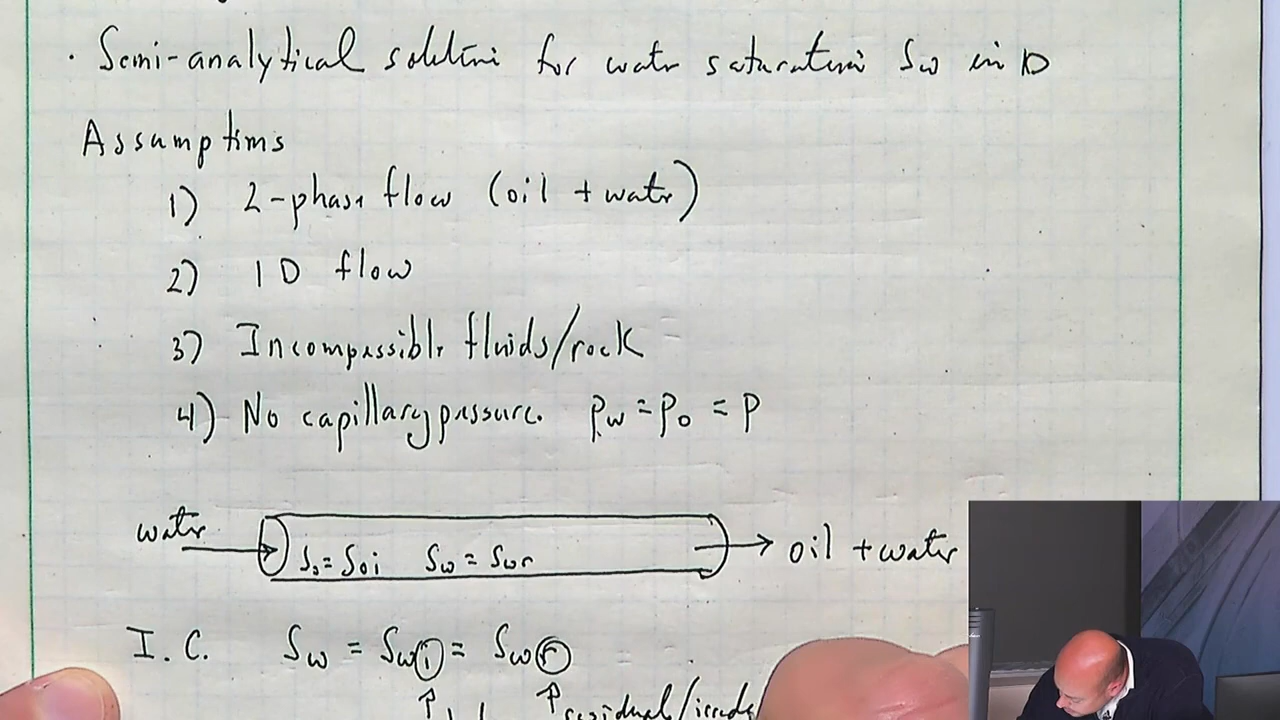 · Semi-analytical solution for water saturation Sw in 1D
Assumptions
1) 2-phase flow (oil + water)
2) 1D flow
3) Incompressible fluids/rock
4) No capillary pressure. pw = po = p
water
So = Soi Sw = Swr
oil + water
I.C. Sw = Swi = Swr
residual/